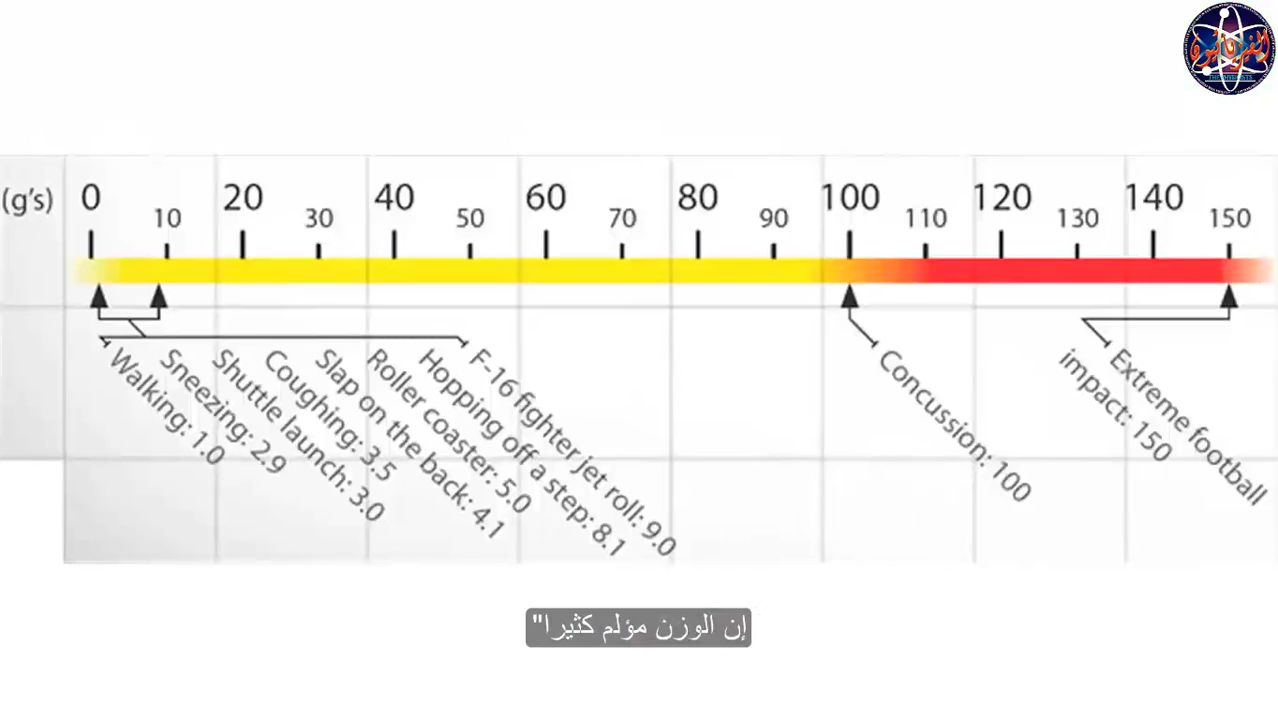 الفيزيائيون
(g's) 0 10 20 30 40 50 60 70 80 90 100 110 120 130 140 150
Walking: 1.0
Sneezing: 2.9
Shuttle launch: 3.0
Coughing: 3.5
Slap on the back: 4.1
Roller coaster: 5.0
Hopping off a step: 8.1
F-16 fighter jet roll: 9.0
Concussion: 100
Extreme football
impact: 150
إن الوزن مؤلم كثيرا"